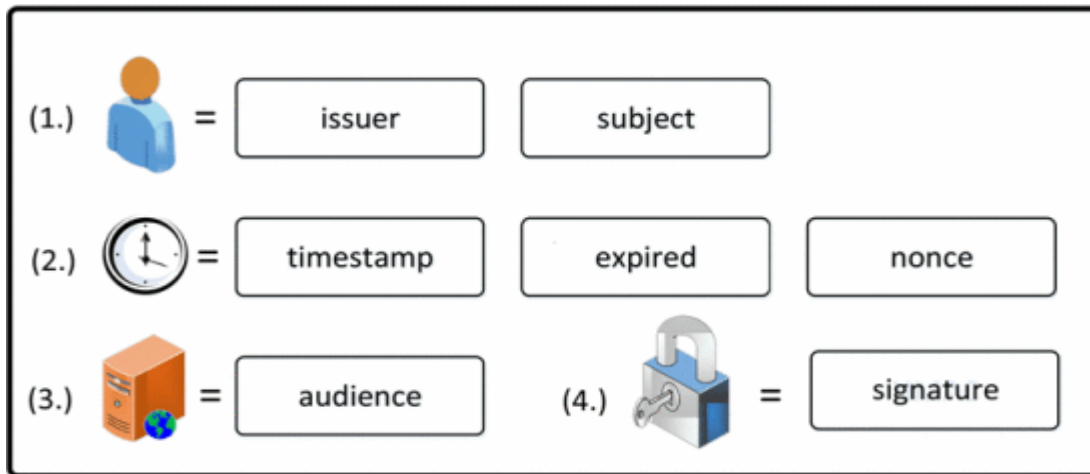 (1.) = issuer subject
(2.) = timestamp expired nonce
(3.) = audience (4.) = signature